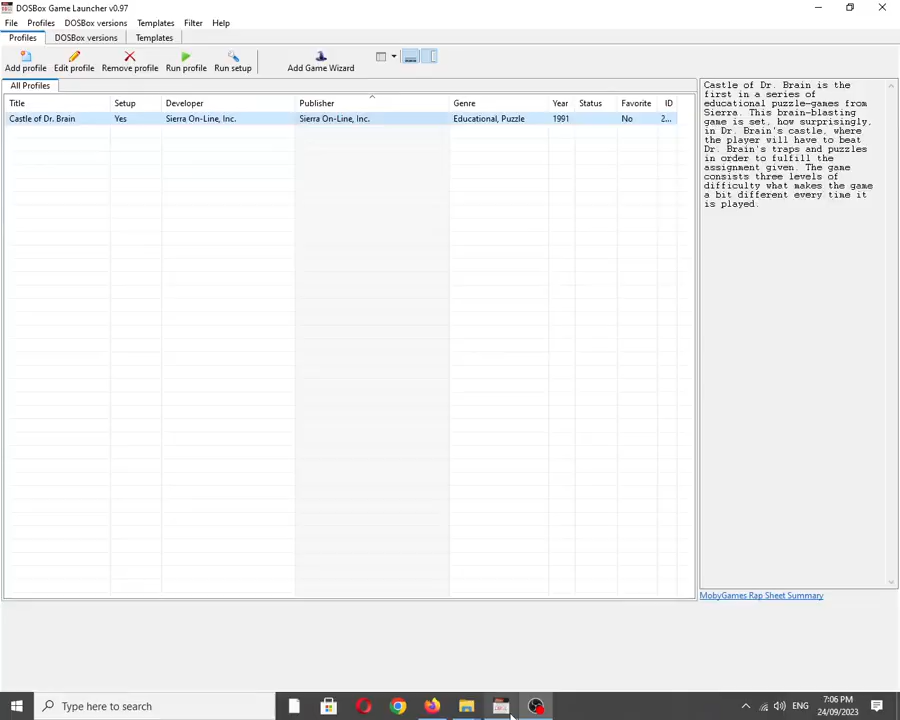 DOSBox Game Launcher v0.97
File Profiles DOSBox versions Templates Filter Help
Profiles DOSBox versions Templates
Add profile Edit profile Remove profile Run profile Run setup Add Game Wizard
All Profiles
Title Setup Developer Publisher Genre Year Status Favorite ID
Castle of Dr. Brain Yes Sierra On-Line, Inc. Sierra On-Line, Inc. Educational, Puzzle 1991 No 2...
Castle of Dr. Brain is the
first in a series of
educational puzzle-games from
Sierra. This brain-blasting
game is set, how surprisingly,
in Dr. Brain's castle, where
the player will have to beat
Dr. Brain's traps and puzzles
in order to fulfill the
assignment given. The game
consists three levels of
difficulty what makes the game
a bit different every time it
is played.
MobyGames Rap Sheet Summary
Type here to search
ENG
7:06 PM
24/09/2023